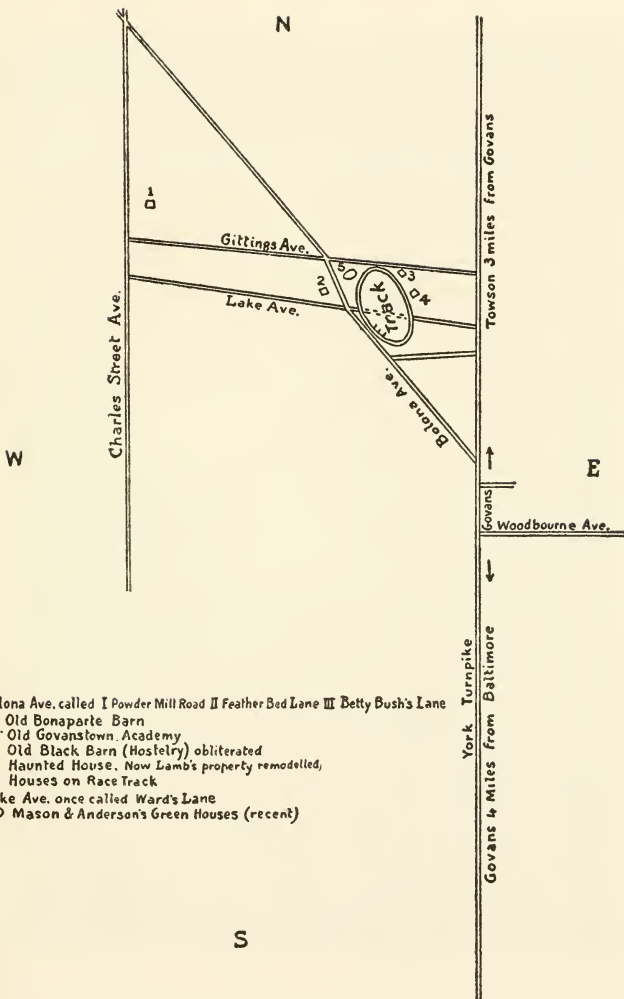 N
1
Gittings Ave.
5
3
2
4
Track
Lake Ave.
Towson 3 miles from Govans
Charles Street Ave.
Bolona Ave.
W
E
Govans
Woodbourne Ave.
York Turnpike
Govans 4 Miles from Baltimore
lona Ave. called I Powder Mill Road II Feather Bed Lane III Betty Bush's Lane
Old Bonaparte Barn
Old Govanstown Academy
Old Black Barn (Hostelry) obliterated
Haunted House. Now Lamb's property remodelled,
Houses on Race Track
ke Ave. once called Ward's Lane
Mason & Anderson's Green Houses (recent)
S